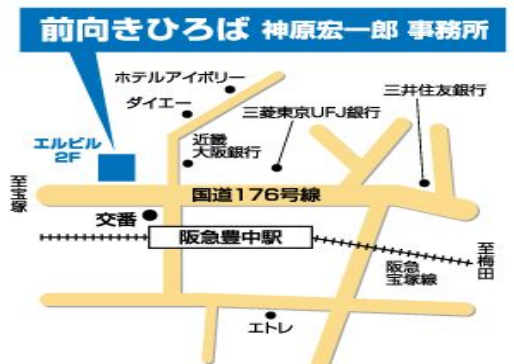 前向きひろば 神原宏一郎 事務所
ホテルアイボリー
ダイエー
三井住友銀行
三菱東京UFJ銀行
近畿
大阪銀行
エルビル
2F
至宝塚
国道176号線
交番
阪急豊中駅
至梅田
阪急
宝塚線
エトレ